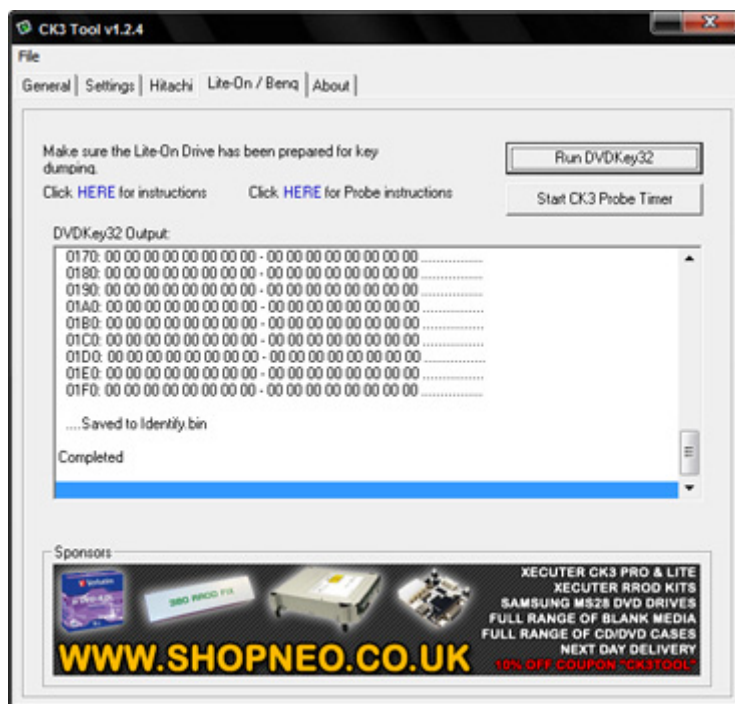 CK3 Tool v1.2.4
File
General Settings Hitachi Lite-On / Benq About
Make sure the Lite-On Drive has been prepared for key
dumping.
Run DVDKey32
Click HERE for instructions Click HERE for Probe instructions
Start CK3 Probe Timer
DVDKey32 Output:
0170: 00 00 00 00 00 00 00 00 - 00 00 00 00 00 00 00 00 ................
0180: 00 00 00 00 00 00 00 00 - 00 00 00 00 00 00 00 00 ................
0190: 00 00 00 00 00 00 00 00 - 00 00 00 00 00 00 00 00 ................
01A0: 00 00 00 00 00 00 00 00 - 00 00 00 00 00 00 00 00 ................
01B0: 00 00 00 00 00 00 00 00 - 00 00 00 00 00 00 00 00 ................
01C0: 00 00 00 00 00 00 00 00 - 00 00 00 00 00 00 00 00 ................
01D0: 00 00 00 00 00 00 00 00 - 00 00 00 00 00 00 00 00 ................
01E0: 00 00 00 00 00 00 00 00 - 00 00 00 00 00 00 00 00 ................
01F0: 00 00 00 00 00 00 00 00 - 00 00 00 00 00 00 00 00 ................
....Saved to Identify.bin
Completed
Sponsors
Verbatim
360 RROD FIX
XECUTER CK3 PRO & LITE
XECUTER RROD KITS
SAMSUNG MS28 DVD DRIVES
FULL RANGE OF BLANK MEDIA
FULL RANGE OF CD/DVD CASES
NEXT DAY DELIVERY
10% OFF COUPON "CK3TOOL"
WWW.SHOPNEO.CO.UK